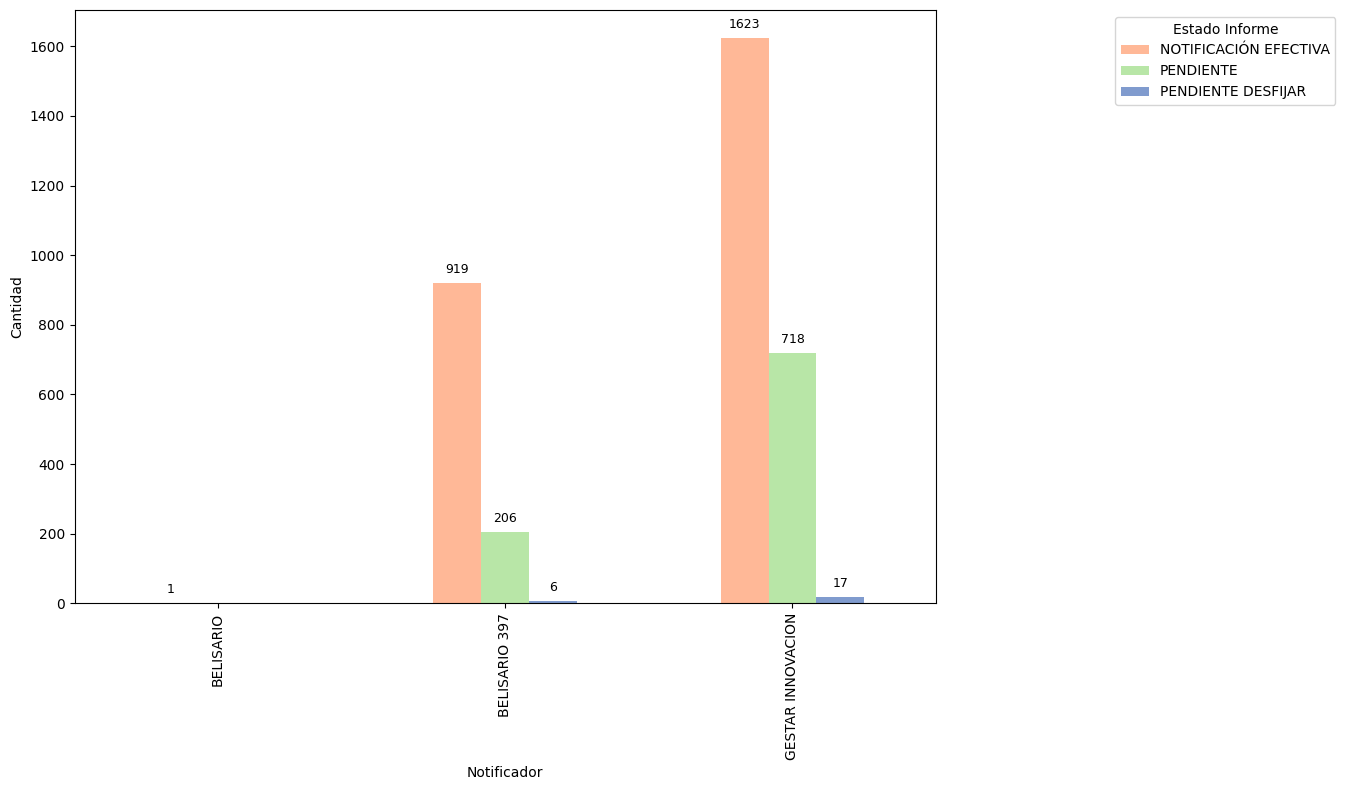 1623
Estado Informe
NOTIFICACIÓN EFECTIVA
PENDIENTE
PENDIENTE DESFIJAR
1600
1400
1200
1000
800
600
400
200
0
Cantidad
919
718
206
1
6
17
BELISARIO
BELISARIO 397
GESTAR INNOVACION
Notificador